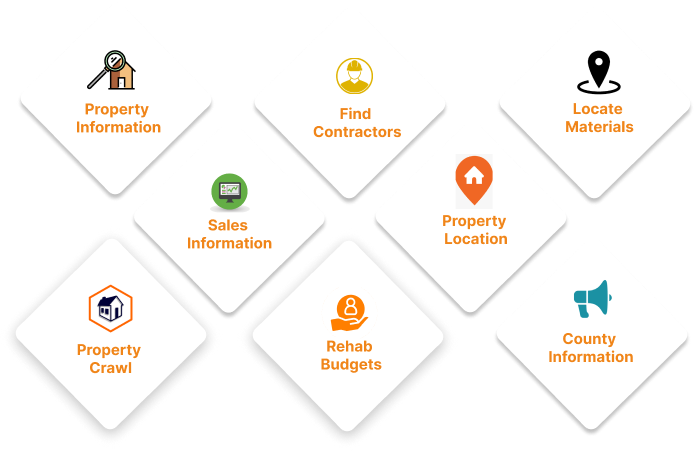 Property
Information
Find
Contractors
Locate
Materials
Sales
Information
Property
Location
Property
Crawl
Rehab
Budgets
County
Information